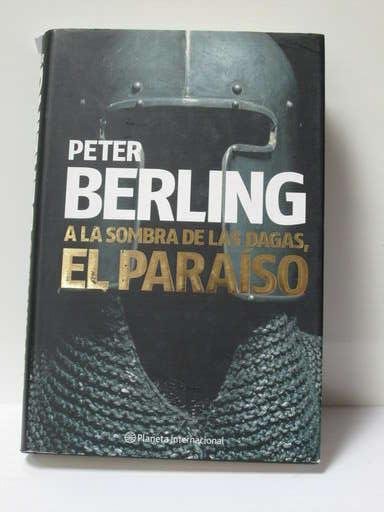 PETER
BERLING
A LA SOMBRA DE LAS DAGAS,
EL PARAÍSO
Planeta Internacional